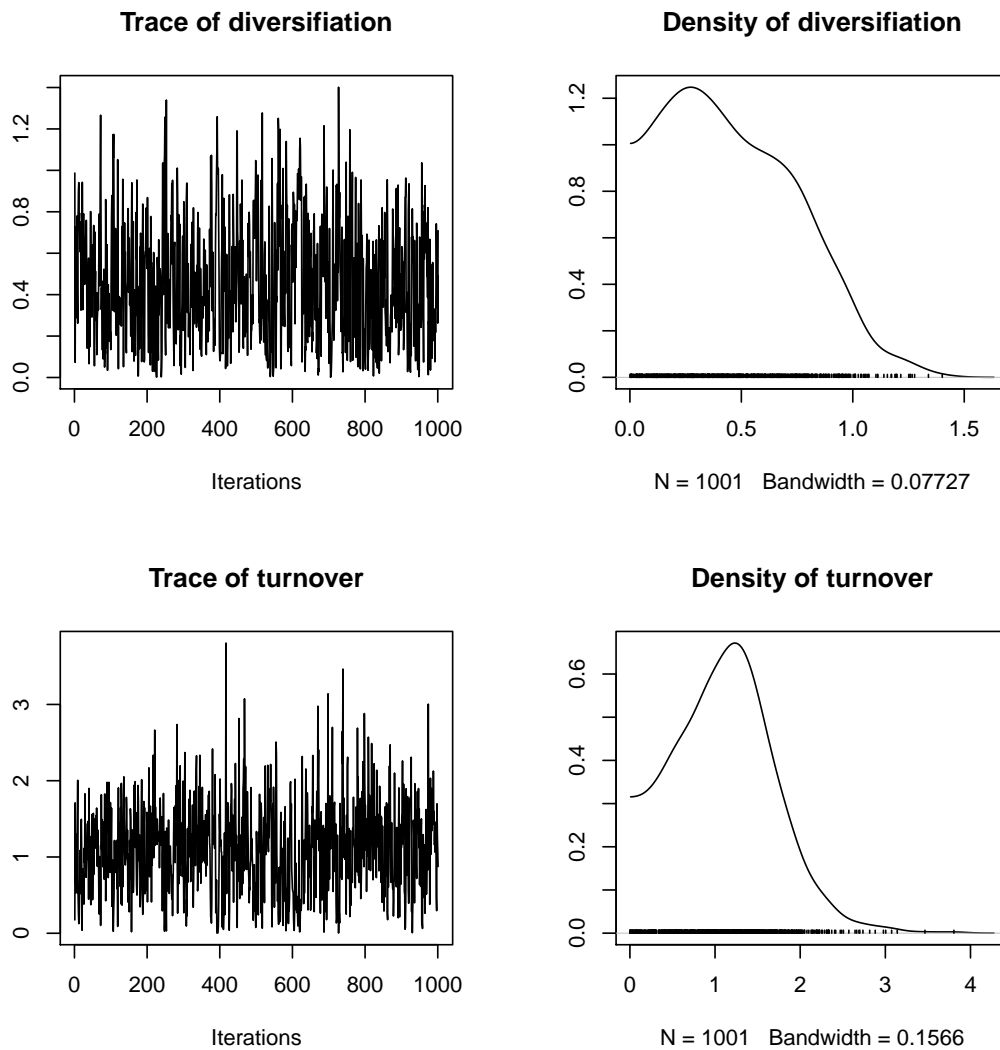 Trace of diversifiation
Density of diversifiation
0.0 0.4 0.8 1.2
0 200 400 600 800 1000
Iterations
0.0 0.4 0.8 1.2
0.0 0.5 1.0 1.5
N = 1001 Bandwidth = 0.07727
Trace of turnover
Density of turnover
0 1 2 3
0 200 400 600 800 1000
Iterations
0.0 0.2 0.4 0.6
0 1 2 3 4
N = 1001 Bandwidth = 0.1566